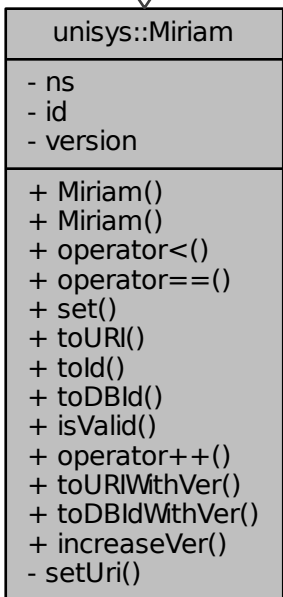 unisys::Miriam
- ns
- id
- version
+ Miriam()
+ Miriam()
+ operator<()
+ operator==()
+ set()
+ toURI()
+ toId()
+ toDBId()
+ isValid()
+ operator++()
+ toURIWithVer()
+ toDBIdWithVer()
+ increaseVer()
- setUri()